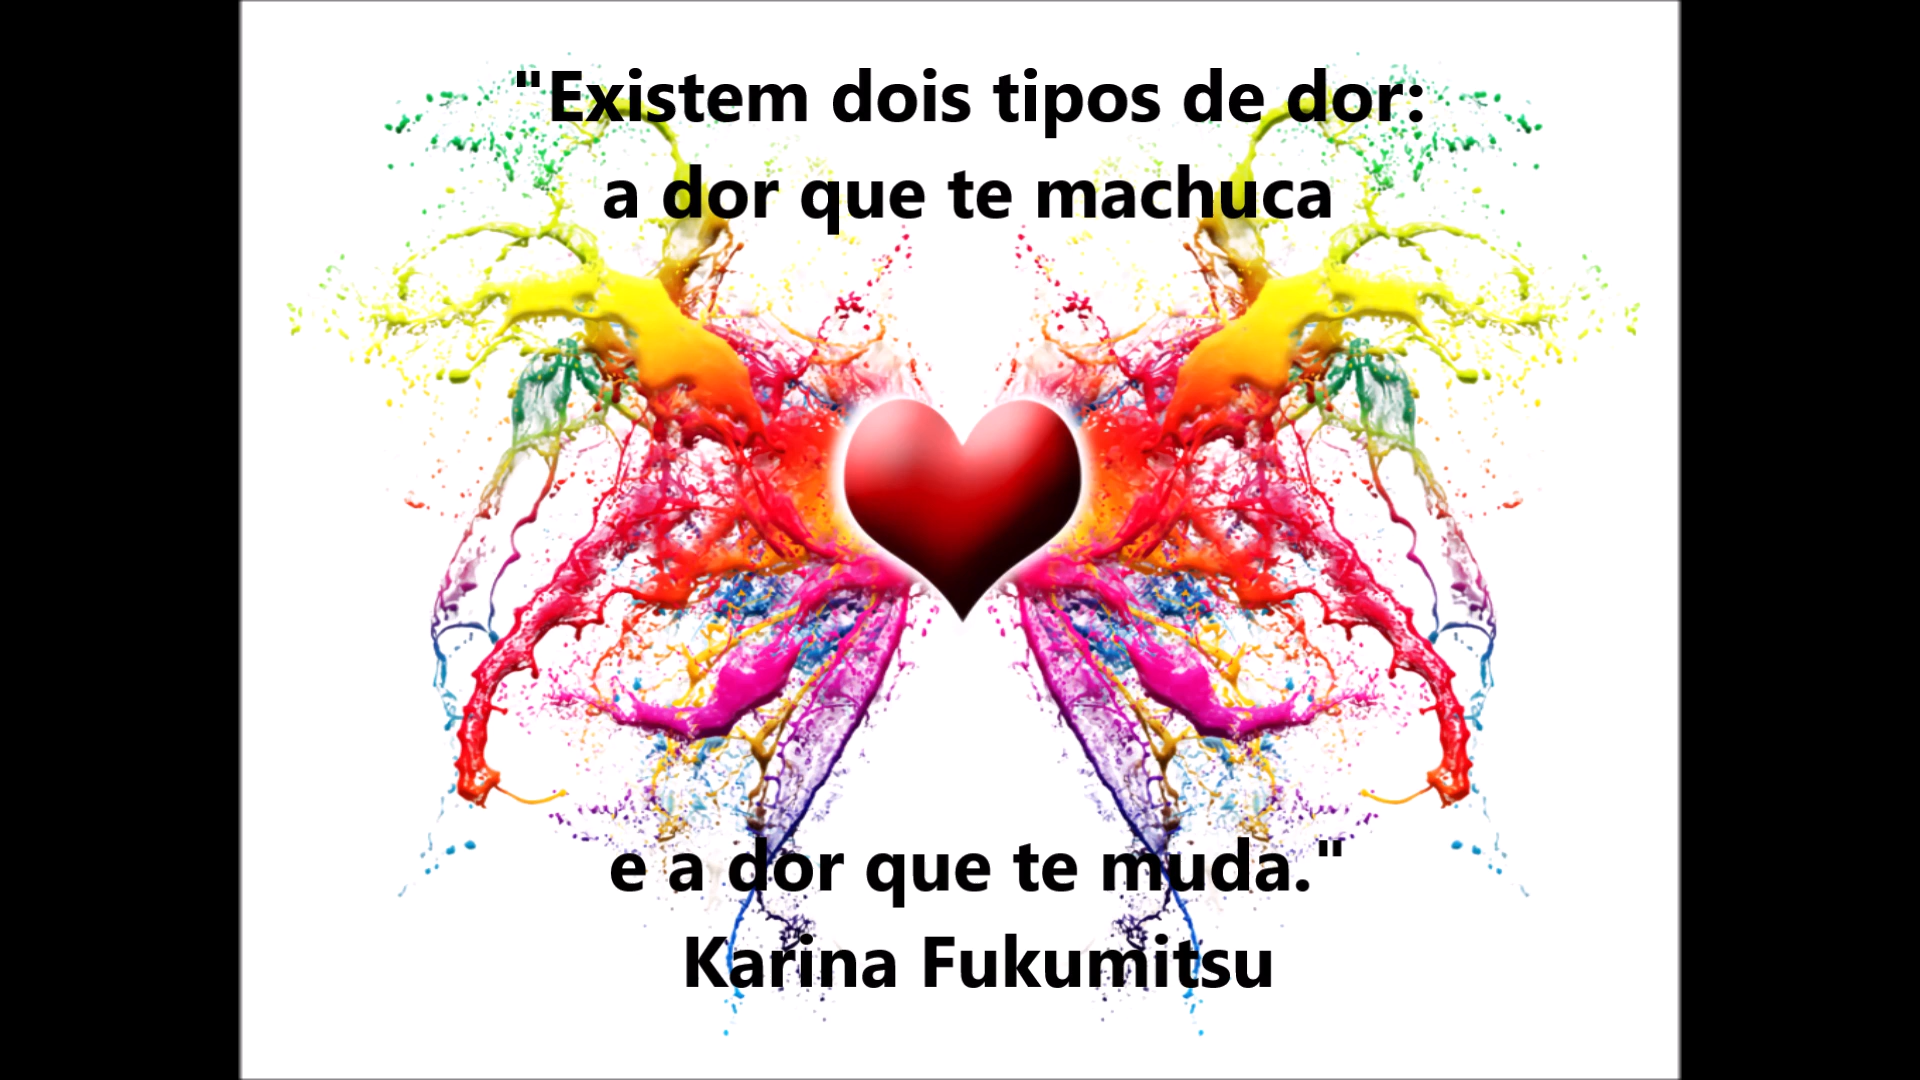 "Existem dois tipos de dor:
a dor que te machuca
e a dor que te muda."
Karina Fukumitsu